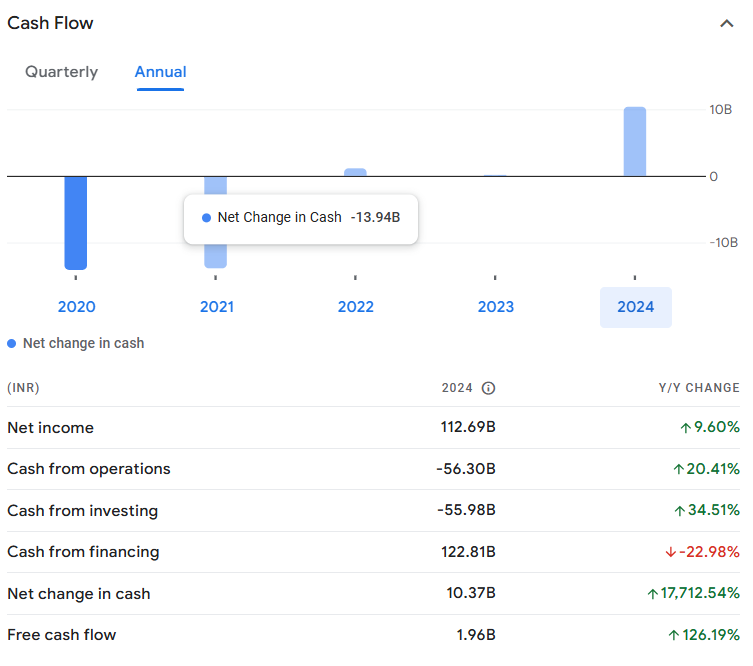 Cash Flow
Quarterly Annual
10B
0
Net Change in Cash -13.94B
-10B
2020 2021 2022 2023 2024
Net change in cash
(INR) 2024 Y/Y CHANGE
Net income 112.69B ↑9.60%
Cash from operations -56.30B ↑20.41%
Cash from investing -55.98B ↑34.51%
Cash from financing 122.81B ↓-22.98%
Net change in cash 10.37B ↑17,712.54%
Free cash flow 1.96B ↑126.19%